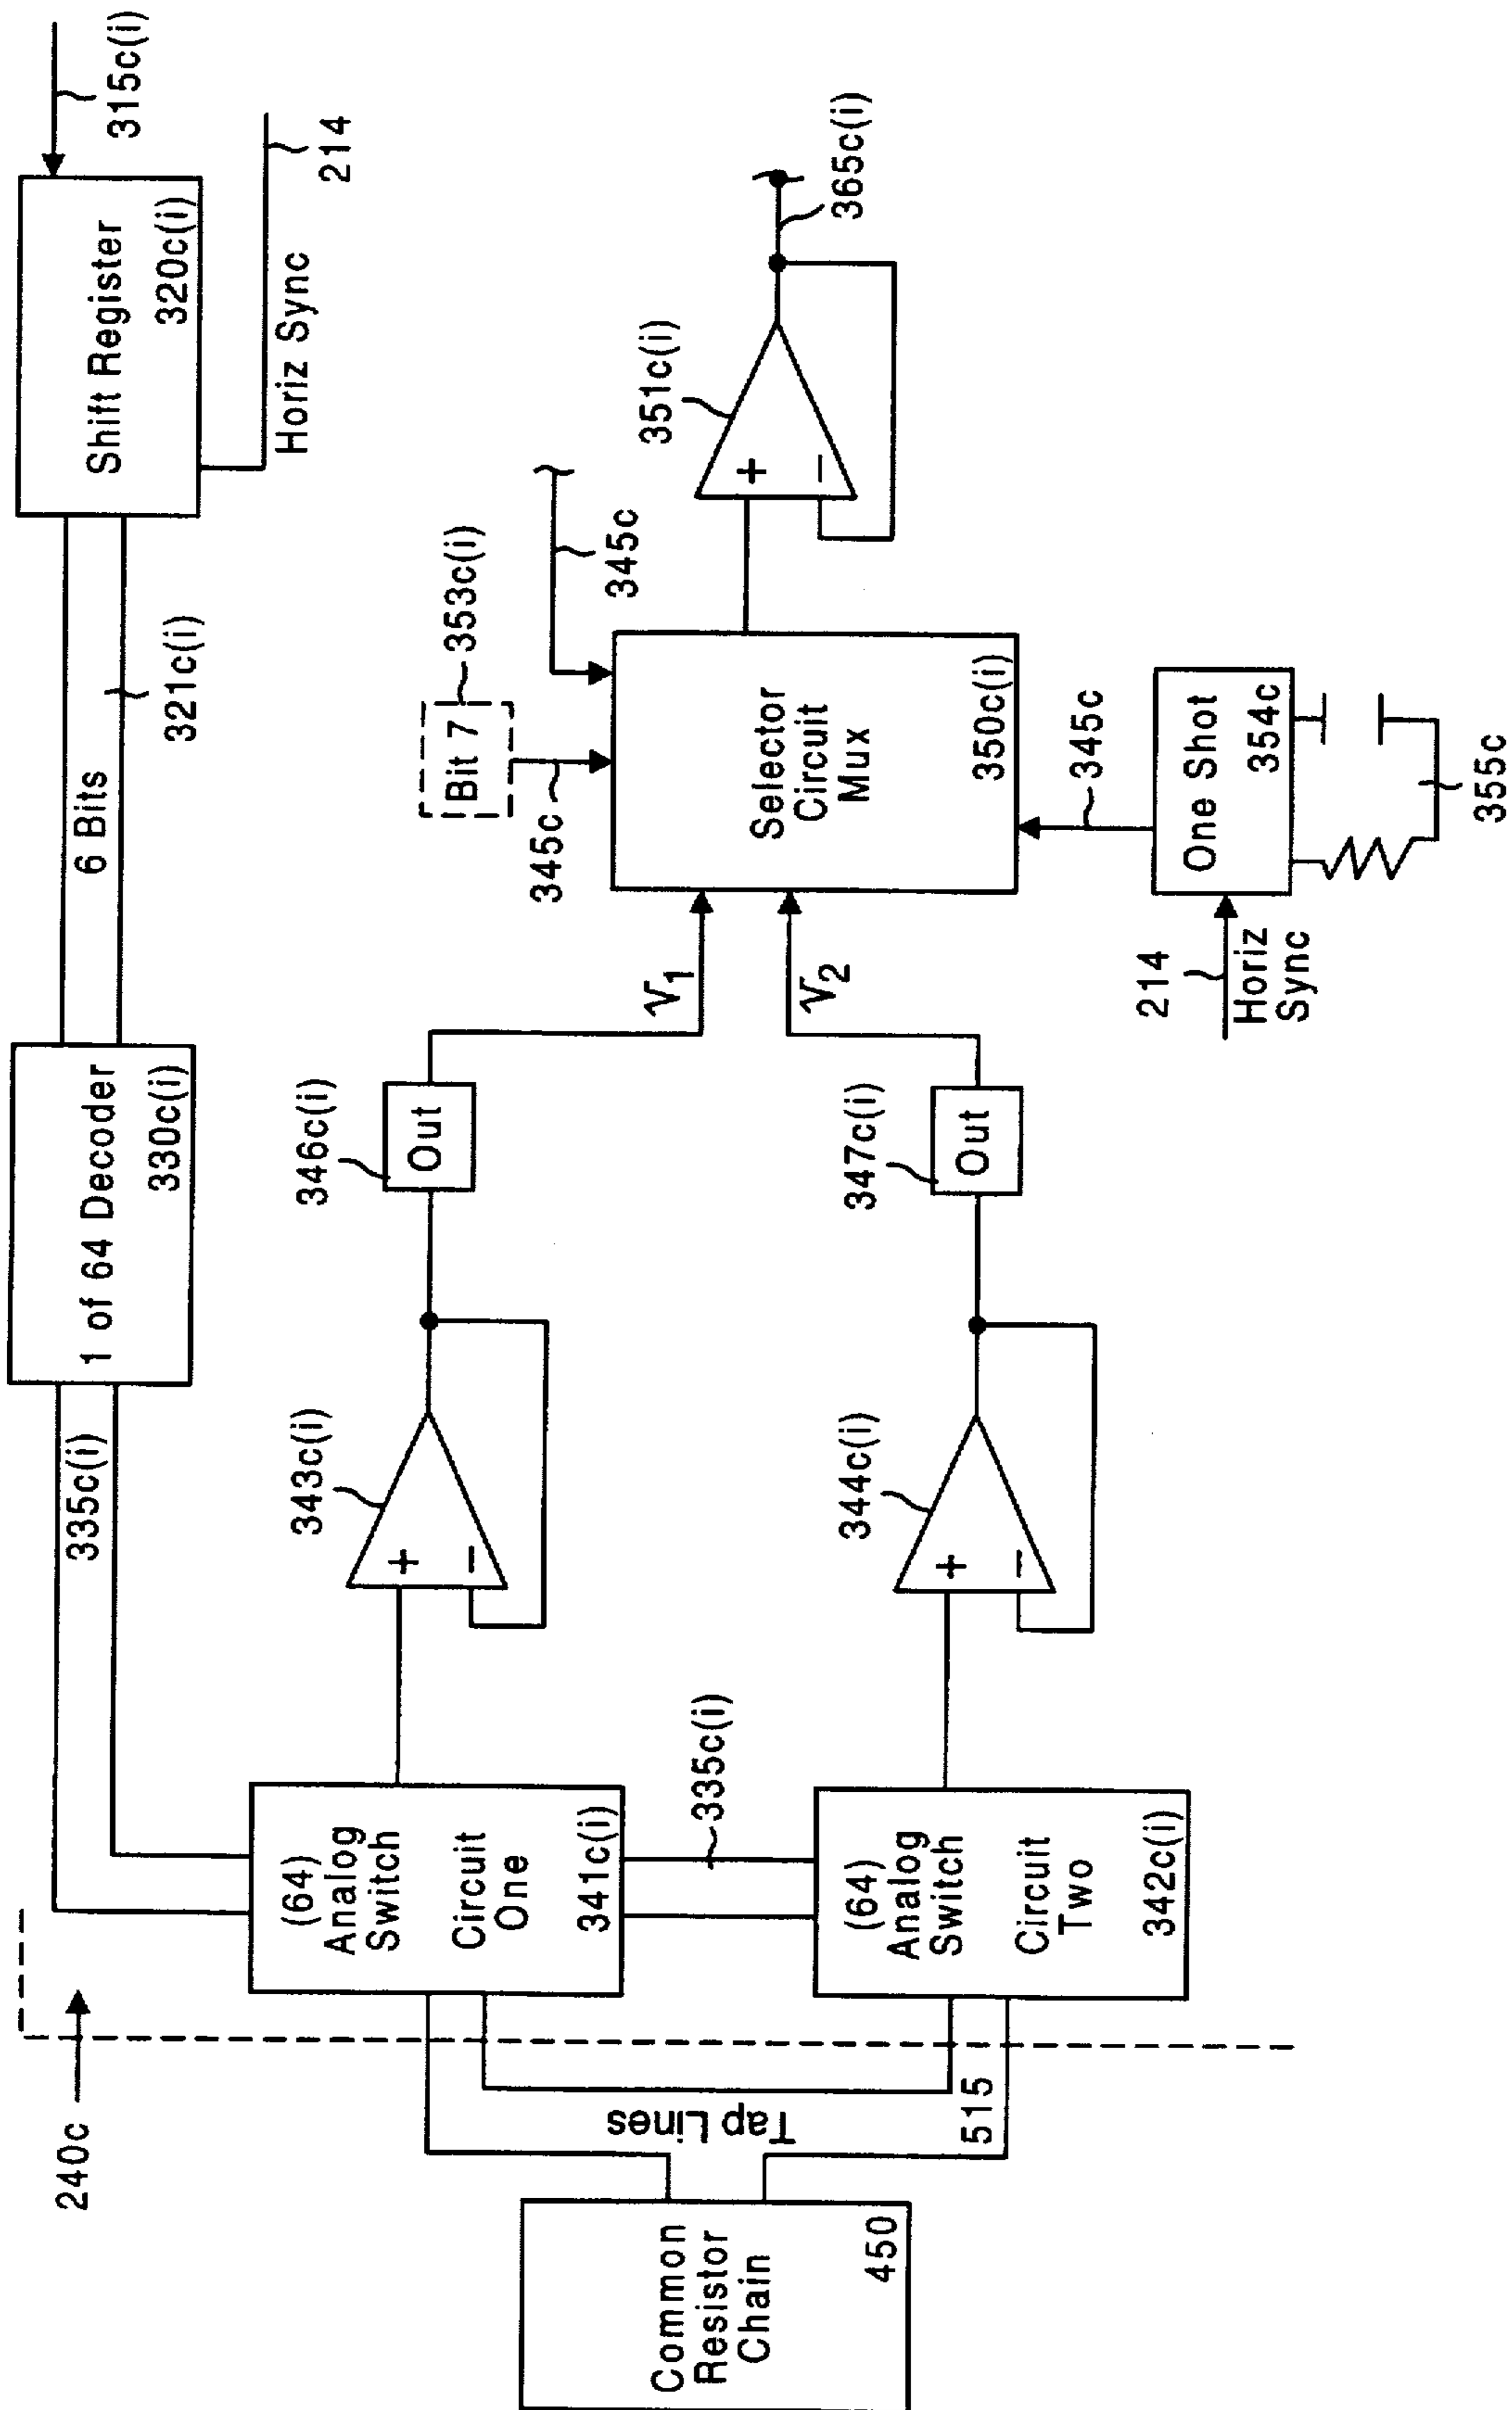 315c(i)
Shift Register
320c(i)
214
Horiz Sync
6 Bits
321c(i)
1 of 64 Decoder
330c(i)
335c(i)
240c
Common
Resistor
Chain
450
Tap Lines
515
(64)
Analog
Switch
Circuit
One
341c(i)
335c(i)
(64)
Analog
Switch
Circuit
Two
342c(i)
343c(i)
+
−
344c(i)
+
−
346c(i)
Out
347c(i)
Out
V1
V2
Bit 7
353c(i)
345c
345c
Selector
Circuit
Mux
350c(i)
345c
One Shot
354c
355c
214
Horiz
Sync
351c(i)
+
−
365c(i)